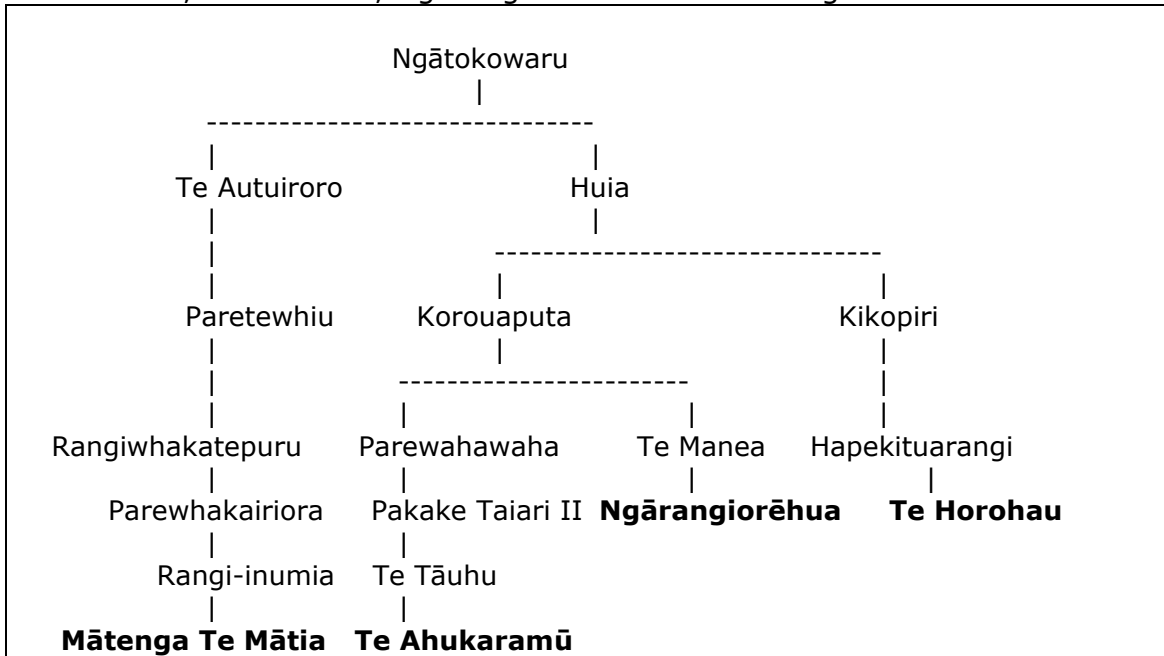 Ngātokowaru
Te Autuiroro Huia
Paretewhiu Korouaputa Kikopiri
Rangiwhakatepuru Parewahawaha Te Manea Hapekituarangi
Parewhakairiora Pakake Taiari II Ngārangiorēhua Te Horohau
Rangi-inumia Te Tāuhu
Mātenga Te Mātia Te Ahukaramū